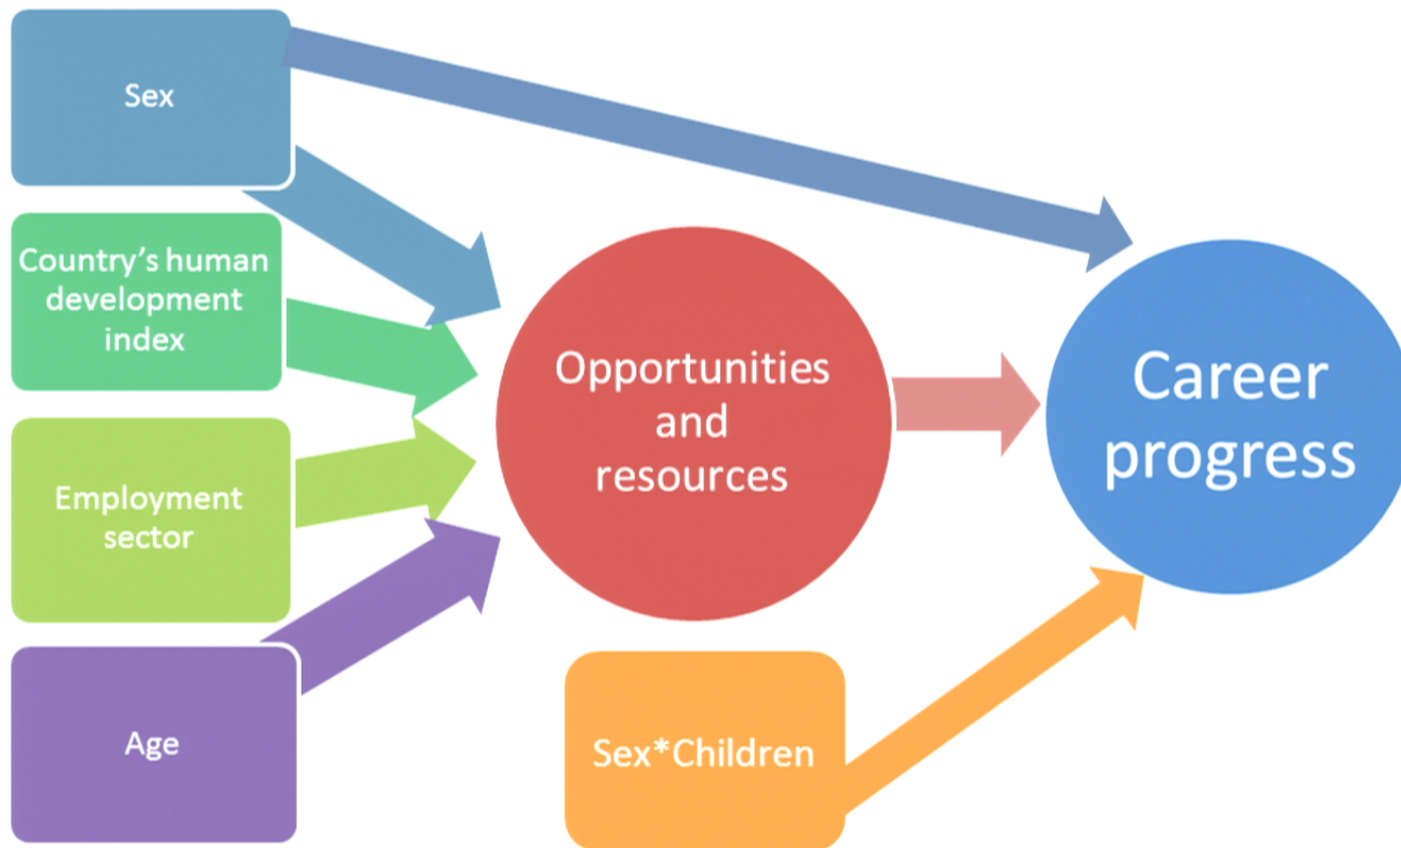 Sex
Country’s human
development
index
Employment
sector
Age
Opportunities
and
resources
Sex*Children
Career
progress